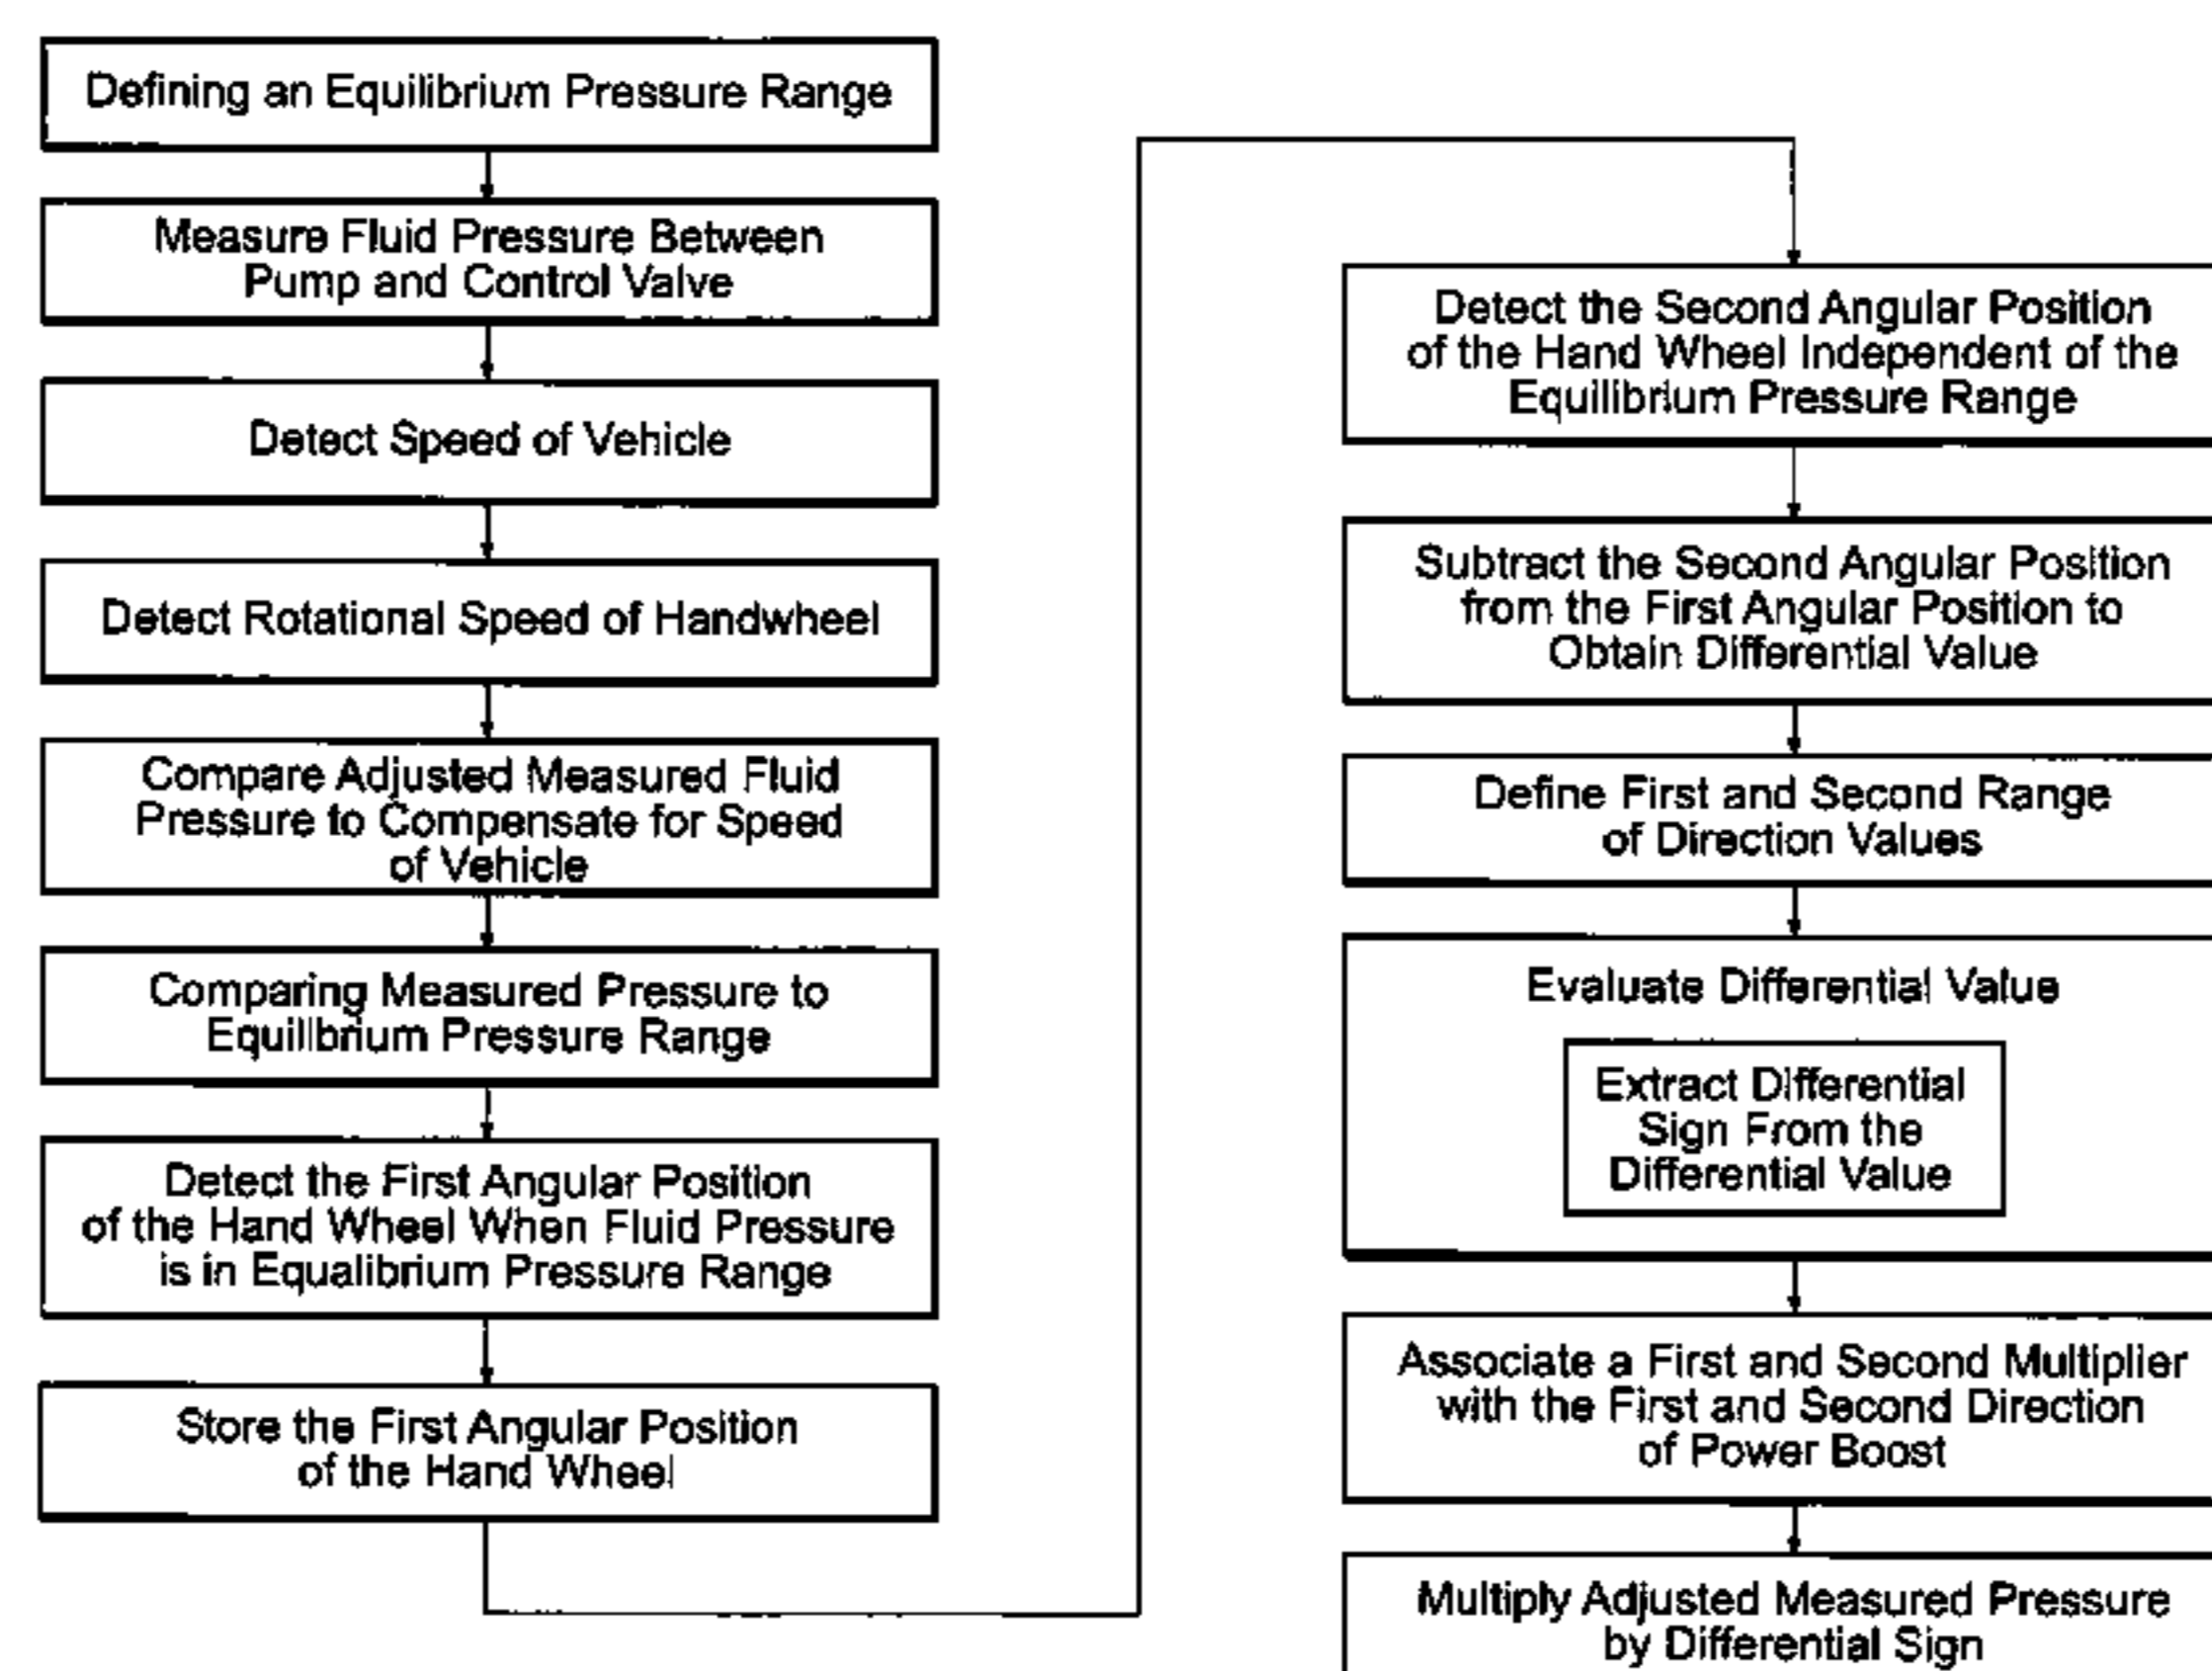 Defining an Equilibrium Pressure Range
Measure Fluid Pressure Between
Pump and Control Valve
Detect Speed of Vehicle
Detect Rotational Speed of Handwheel
Compare Adjusted Measured Fluid
Pressure to Compensate for Speed
of Vehicle
Comparing Measured Pressure to
Equilibrium Pressure Range
Detect the First Angular Position
of the Hand Wheel When Fluid Pressure
is in Equalibrium Pressure Range
Store the First Angular Position
of the Hand Wheel
Detect the Second Angular Position
of the Hand Wheel Independent of the
Equilibrium Pressure Range
Subtract the Second Angular Position
from the First Angular Position to
Obtain Differential Value
Define First and Second Range
of Direction Values
Evaluate Differential Value
Extract Differential
Sign From the
Differential Value
Associate a First and Second Multiplier
with the First and Second Direction
of Power Boost
Multiply Adjusted Measured Pressure
by Differential Sign